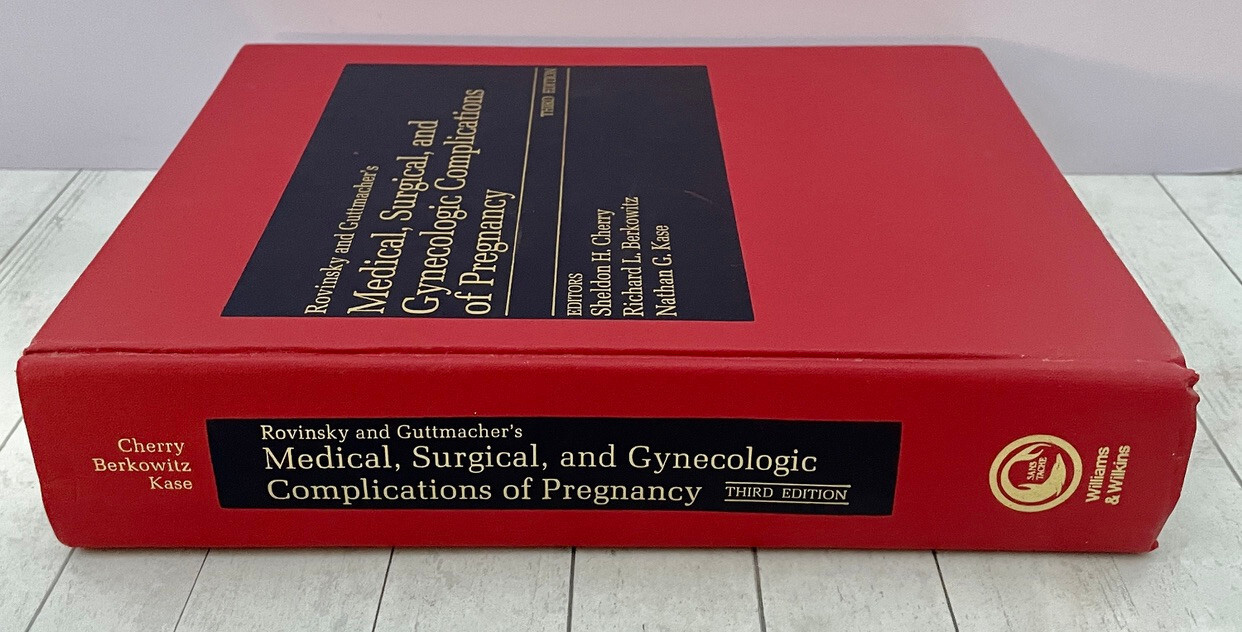 Rovinsky and Guttmacher's
Medical, Surgical, and
Gynecologic Complications
of Pregnancy
THIRD EDITION
EDITORS
Sheldon H. Cherry
Richard L. Berkowitz
Nathan G. Kase
Cherry
Berkowitz
Kase
Rovinsky and Guttmacher's
Medical, Surgical, and Gynecologic
Complications of Pregnancy
THIRD EDITION
SANS
TACHE
Williams
& Wilkins